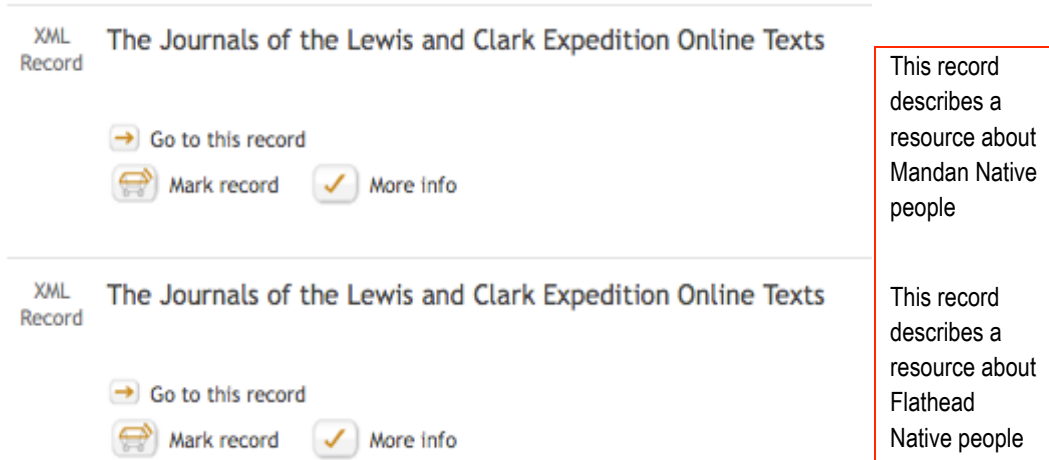 XML The Journals of the Lewis and Clark Expedition Online Texts
Record
Go to this record
Mark record More info
This record
describes a
resource about
Mandan Native
people
XML The Journals of the Lewis and Clark Expedition Online Texts
Record
Go to this record
Mark record More info
This record
describes a
resource about
Flathead
Native people